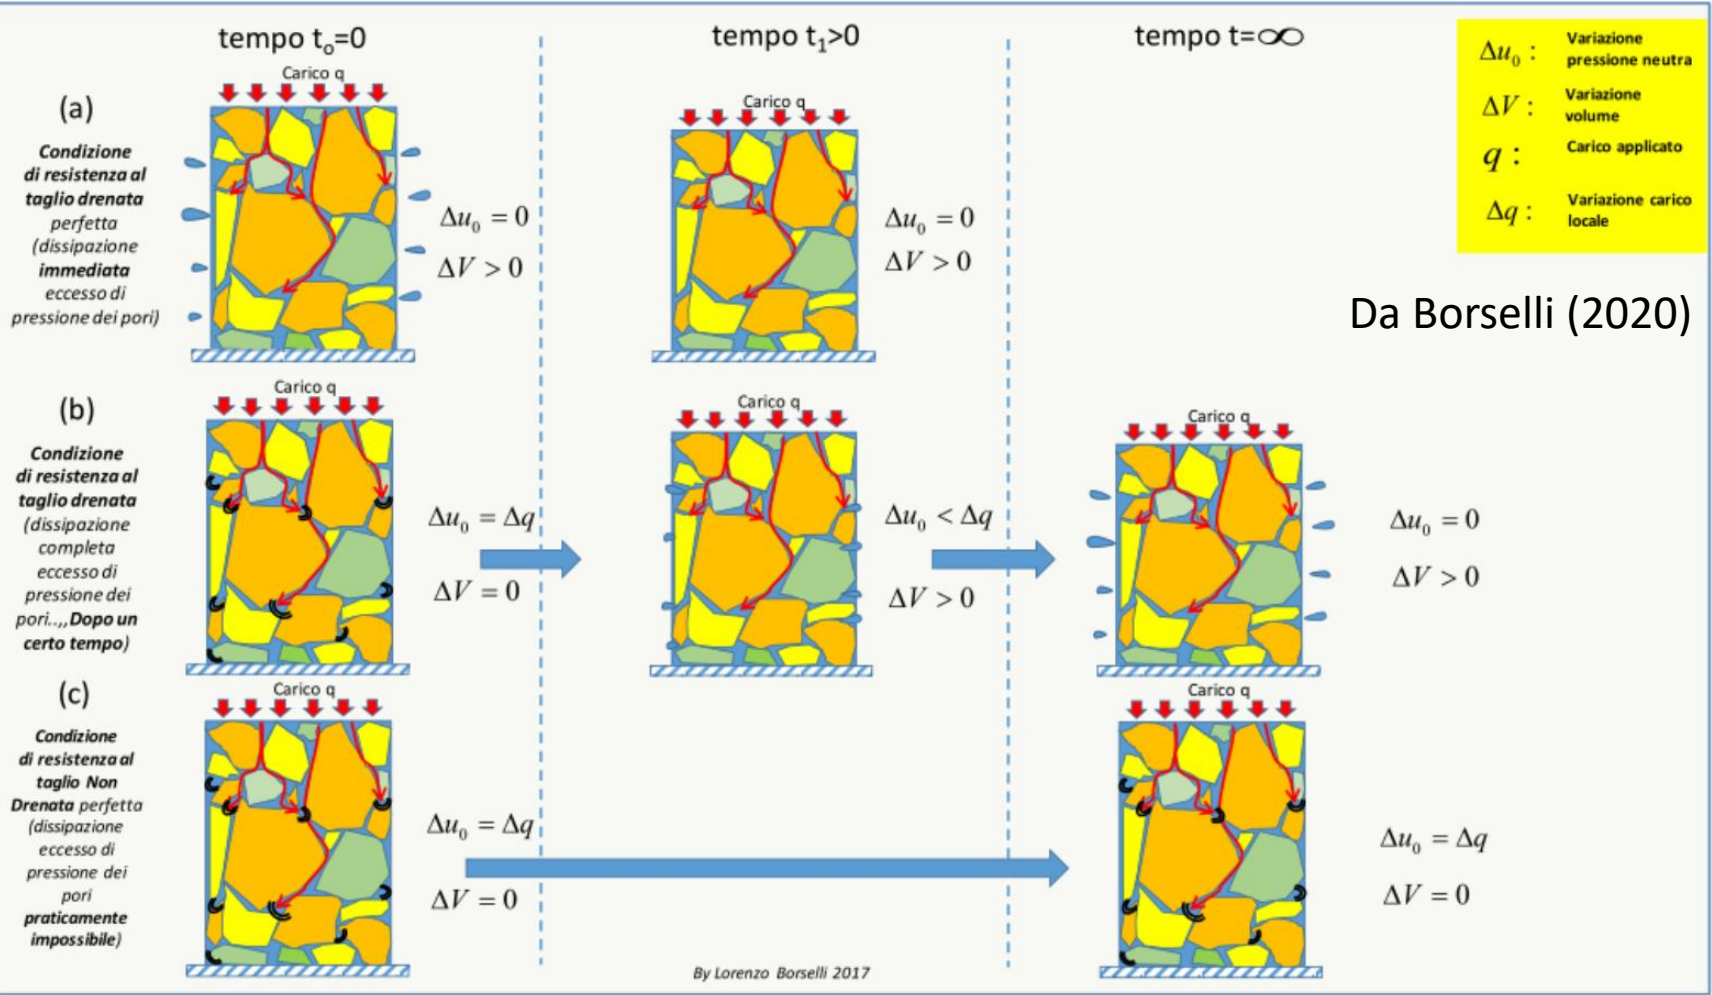 tempo tₒ=0
tempo t₁>0
tempo t=∞
Δu₀ : Variazione
pressione neutra
ΔV : Variazione
volume
q : Carico applicato
Δq : Variazione carico
locale
Da Borselli (2020)
(a)
Condizione
di resistenza al
taglio drenata
perfetta
(dissipazione
immediata
eccesso di
pressione dei pori)
Carico q
Δu₀ = 0
ΔV > 0
Carico q
Δu₀ = 0
ΔV > 0
(b)
Condizione
di resistenza al
taglio drenata
(dissipazione
completa
eccesso di
pressione dei
pori..,,Dopo un
certo tempo)
Carico q
Δu₀ = Δq
ΔV = 0
Carico q
Δu₀ < Δq
ΔV > 0
Carico q
Δu₀ = 0
ΔV > 0
(c)
Condizione
di resistenza al
taglio Non
Drenata perfetta
(dissipazione
eccesso di
pressione dei
pori
praticamente
impossibile)
Carico q
Δu₀ = Δq
ΔV = 0
Carico q
Δu₀ = Δq
ΔV = 0
By Lorenzo Borselli 2017